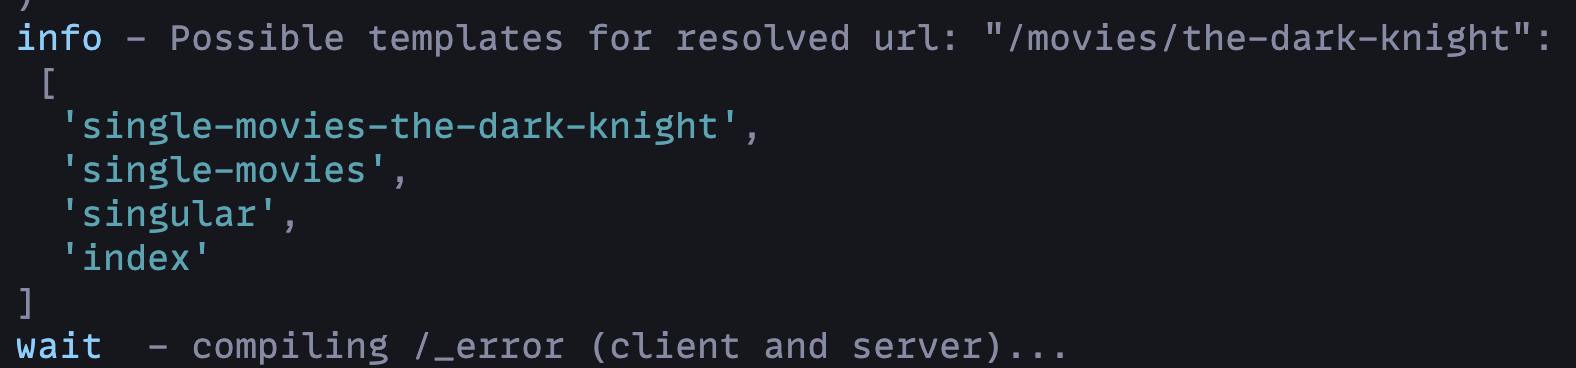 )
info - Possible templates for resolved url: "/movies/the-dark-knight":
[
'single-movies-the-dark-knight',
'single-movies',
'singular',
'index'
]
wait  - compiling /_error (client and server)...